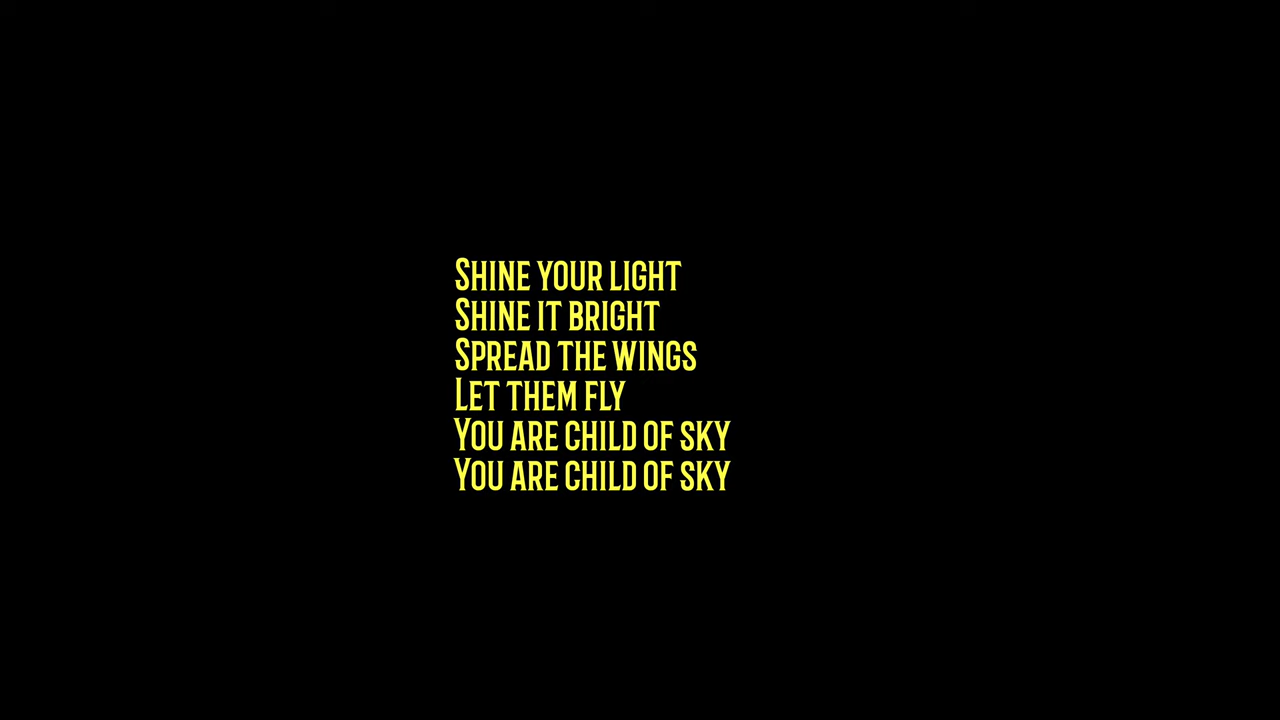 Shine your light
Shine it bright
Spread the wings
Let them fly
You are child of sky
You are child of sky